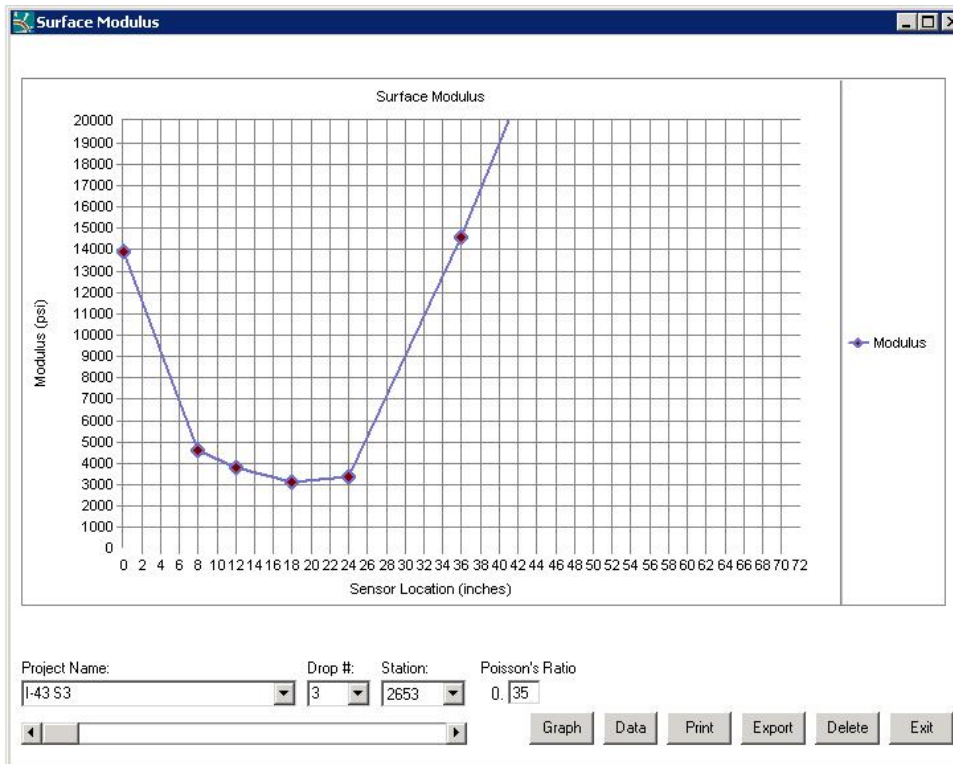 Surface Modulus
Surface Modulus
20000
19000
18000
17000
16000
15000
14000
13000
12000
11000
10000
9000
8000
7000
6000
5000
4000
3000
2000
1000
0
Modulus (psi)
0 2 4 6 8 10 12 14 16 18 20 22 24 26 28 30 32 34 36 38 40 42 44 46 48 50 52 54 56 58 60 62 64 66 68 70 72
Sensor Location (inches)
Modulus
Project Name: Drop #: Station: Poisson's Ratio
I-43 S3 3 2653 0. 35
Graph Data Print Export Delete Exit